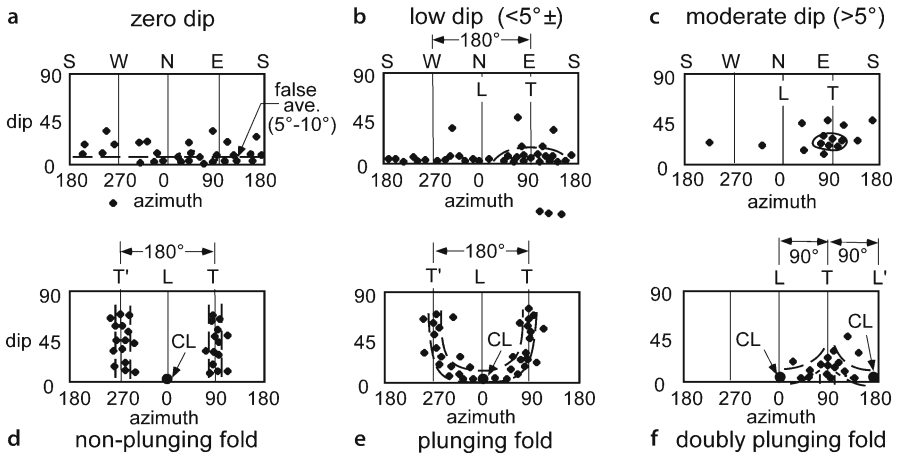 a zero dip
S W N E S
90
45
0
dip
false
ave.
(5°-10°)
180 270 0 90 180
azimuth
b low dip (<5°±)
180°
S W N E S
L T
90
45
0
180 270 0 90 180
azimuth
c moderate dip (>5°)
S W N E S
L T
90
45
0
180 270 0 90 180
azimuth
180°
T' L T
90
45
0
dip
CL
180 270 0 90 180
azimuth
d non-plunging fold
180°
T' L T
90
45
0
CL
180 270 0 90 180
azimuth
e plunging fold
90° 90°
L T L'
90
45
0
CL CL
180 270 0 90 180
azimuth
f doubly plunging fold